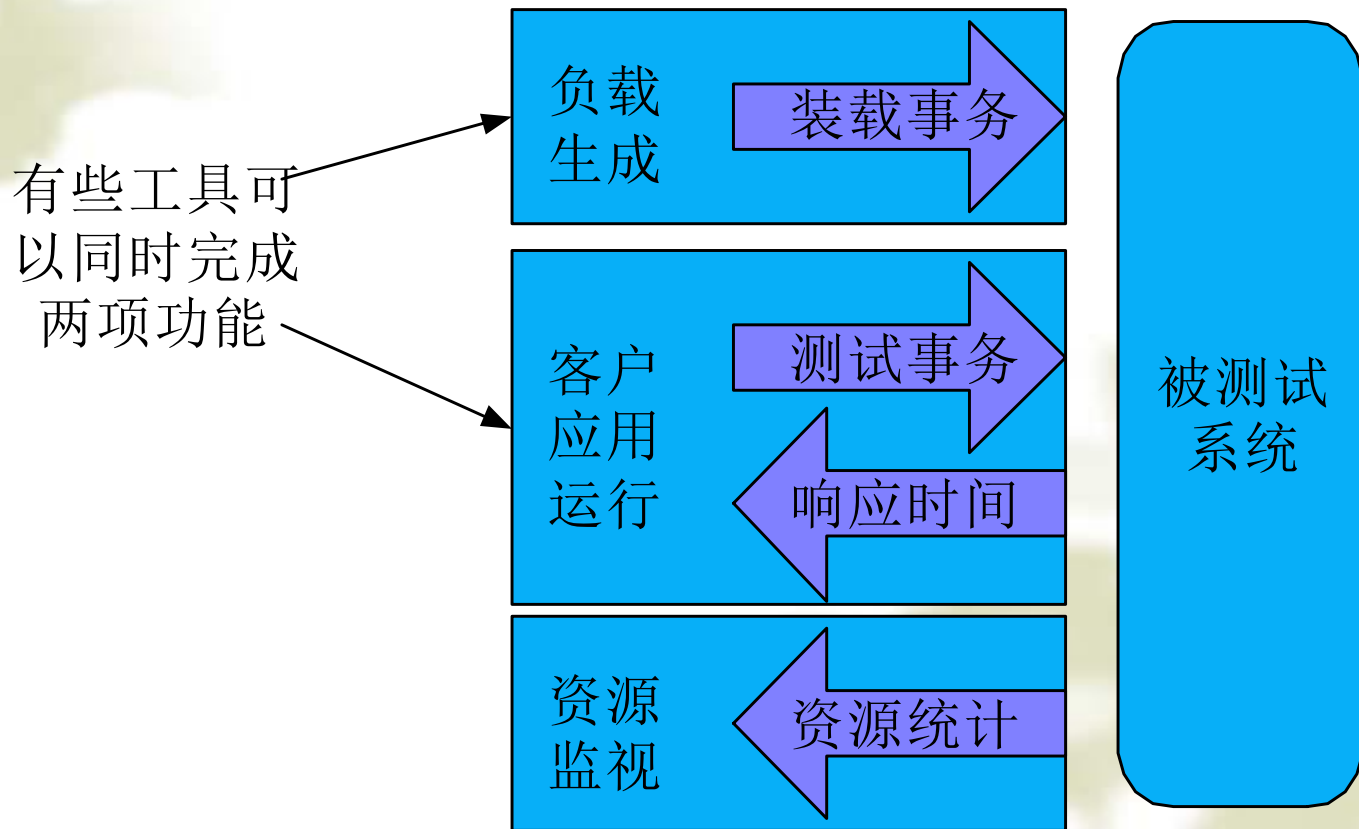 有些工具可
以同时完成
两项功能
负载
生成
装载事务
客户
应用
运行
测试事务
响应时间
资源
监视
资源统计
被测试
系统